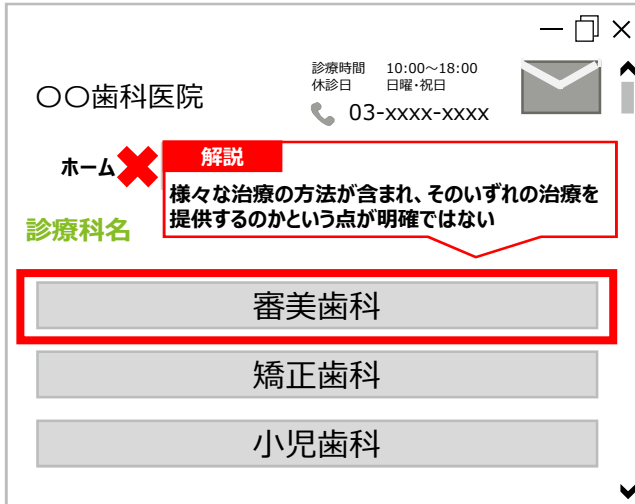 診療時間 10:00～18:00
休診日 日曜・祝日
〇〇歯科医院
03-xxxx-xxxx
ホーム
解説
様々な治療の方法が含まれ、そのいずれの治療を
提供するのかという点が明確ではない
診療科名
審美歯科
矯正歯科
小児歯科